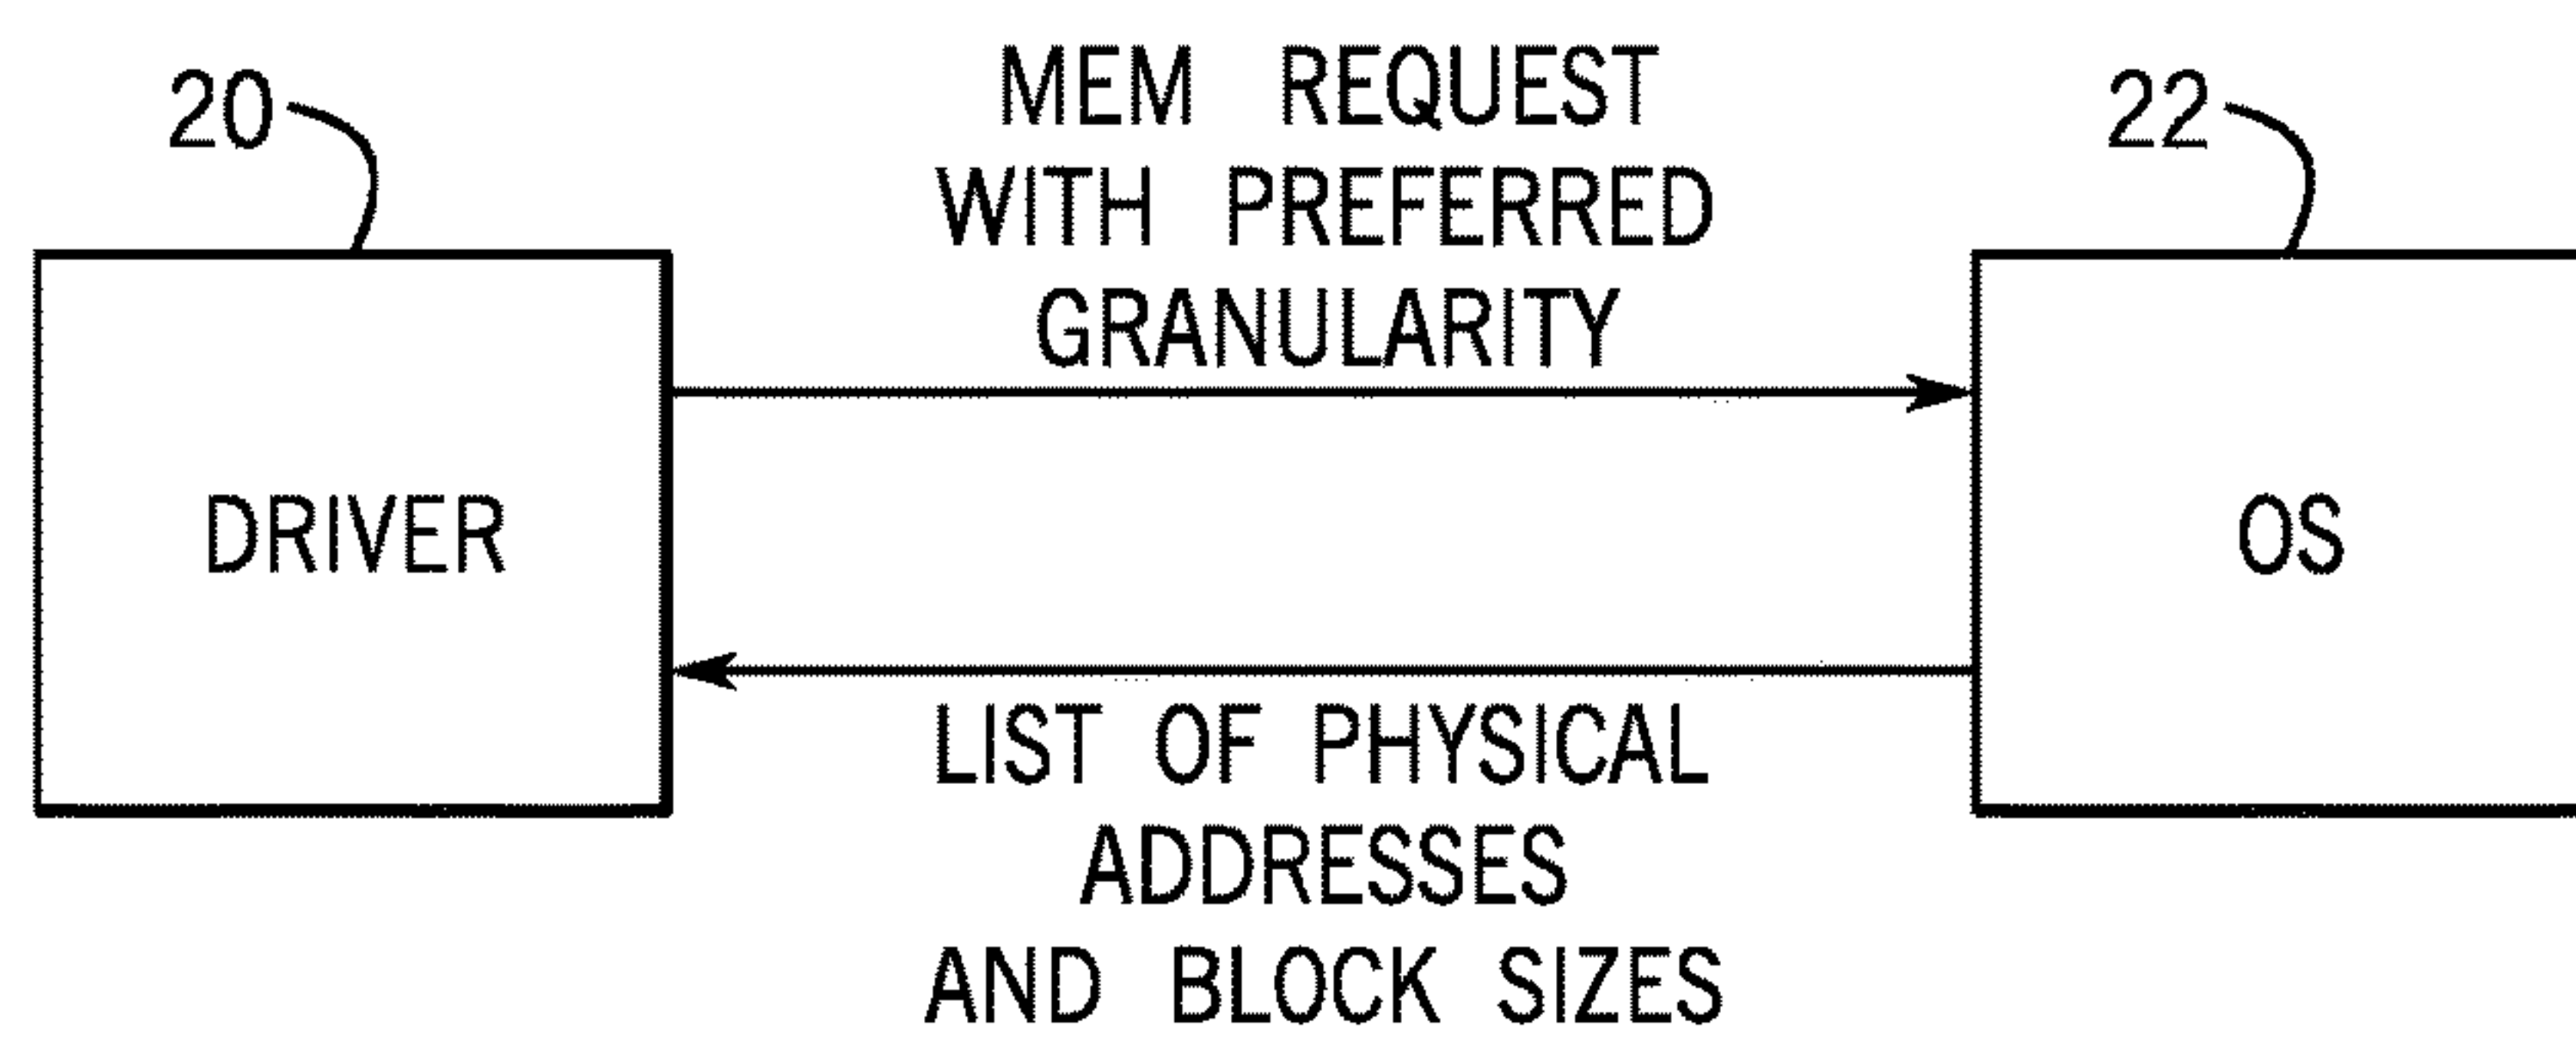 20
MEM REQUEST
WITH PREFERRED
GRANULARITY
22
DRIVER
OS
LIST OF PHYSICAL
ADDRESSES
AND BLOCK SIZES